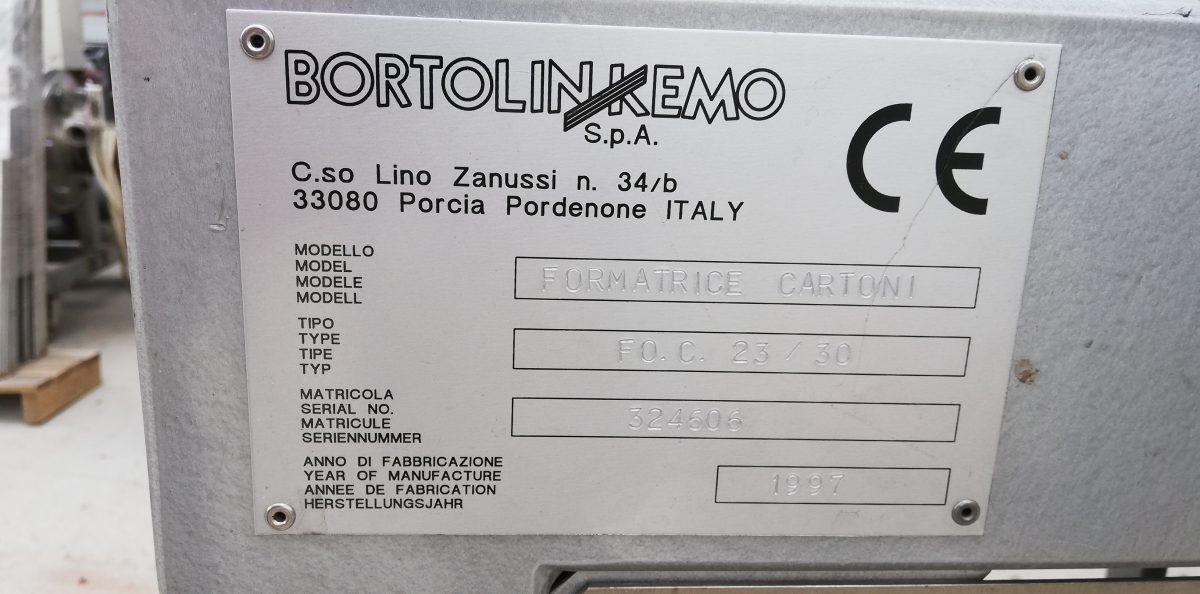 BORTOLIN KEMO
S.p.A.
CE
C.so Lino Zanussi n. 34/b
33080 Porcia Pordenone ITALY
MODELLO
MODEL
MODELE
MODELL
FORMATRICE CARTONI
TIPO
TYPE
TIPE
TYP
FO.C. 23/30
MATRICOLA
SERIAL NO.
MATRICULE
SERIENNUMMER
324606
ANNO DI FABBRICAZIONE
YEAR OF MANUFACTURE
ANNEE DE FABRICATION
HERSTELLUNGSJAHR
1997